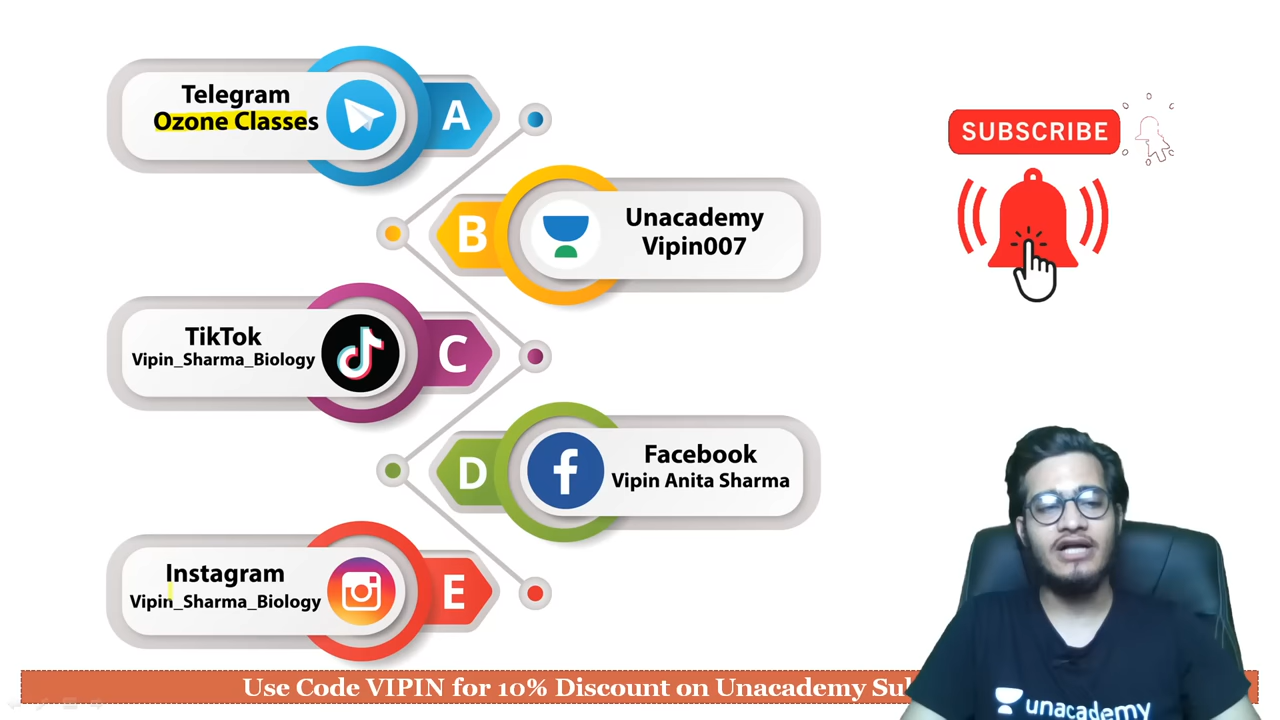 Telegram
Ozone Classes
A
B
Unacademy
Vipin007
TikTok
Vipin_Sharma_Biology
C
D
Facebook
Vipin Anita Sharma
Instagram
Vipin_Sharma_Biology
E
SUBSCRIBE
Use Code VIPIN for 10% Discount on Unacademy
unacademy